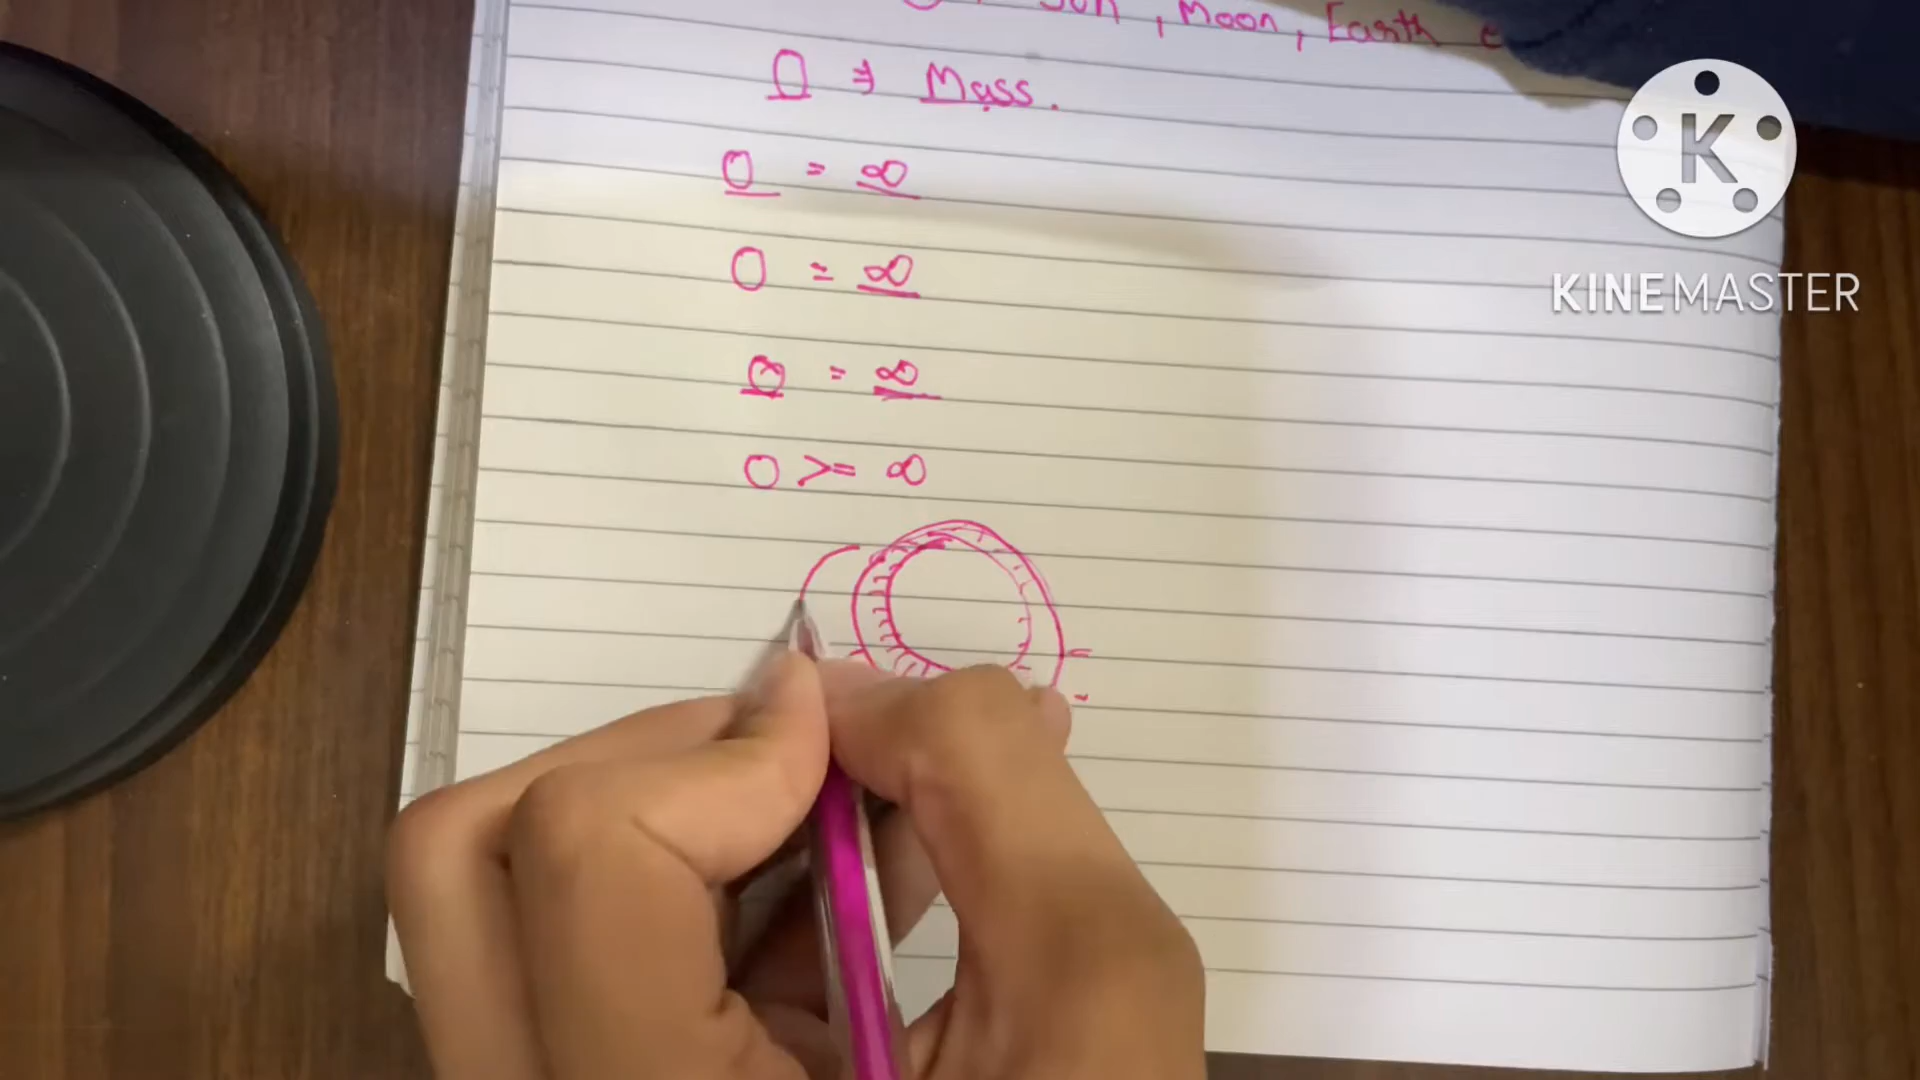 Sun, Moon, Earth
0 ⇒ Mass.
0 = ∞
0 = ∞
0 = ∞
0 >= ∞
K
KINEMASTER